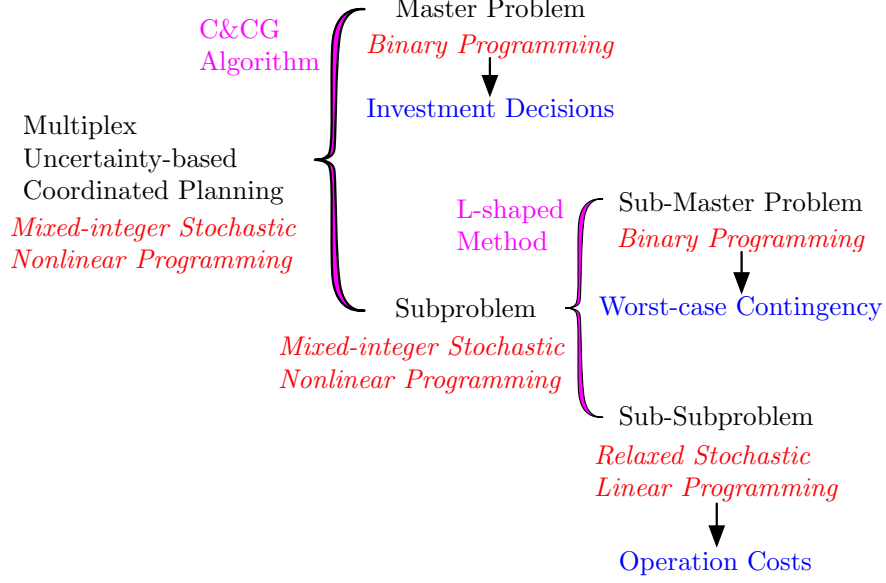 Master Problem
Binary Programming
C&CG
Algorithm
Investment Decisions
Multiplex
Uncertainty-based
Coordinated Planning
Mixed-integer Stochastic
Nonlinear Programming
Subproblem
Mixed-integer Stochastic
Nonlinear Programming
L-shaped
Method
Sub-Master Problem
Binary Programming
Worst-case Contingency
Sub-Subproblem
Relaxed Stochastic
Linear Programming
Operation Costs